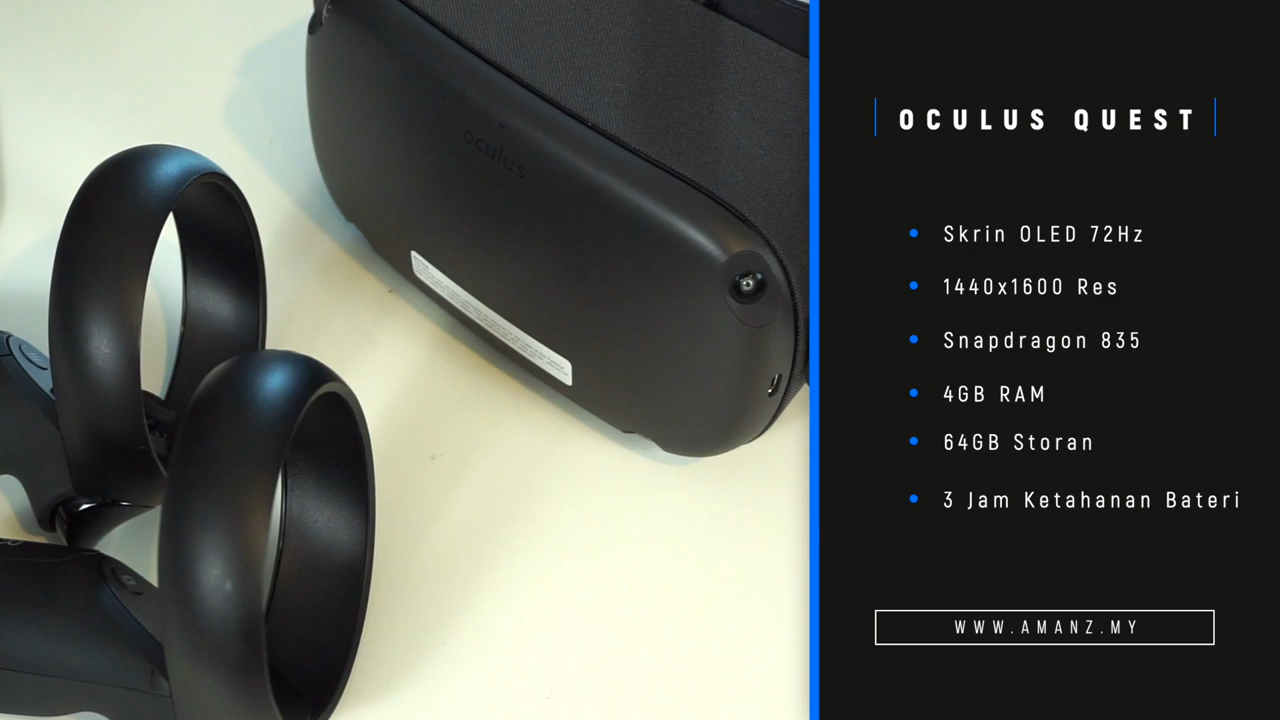 oculus
OCULUS QUEST
Skrin OLED 72Hz
1440x1600 Res
Snapdragon 835
4GB RAM
64GB Storan
3 Jam Ketahanan Bateri
WWW.AMANZ.MY